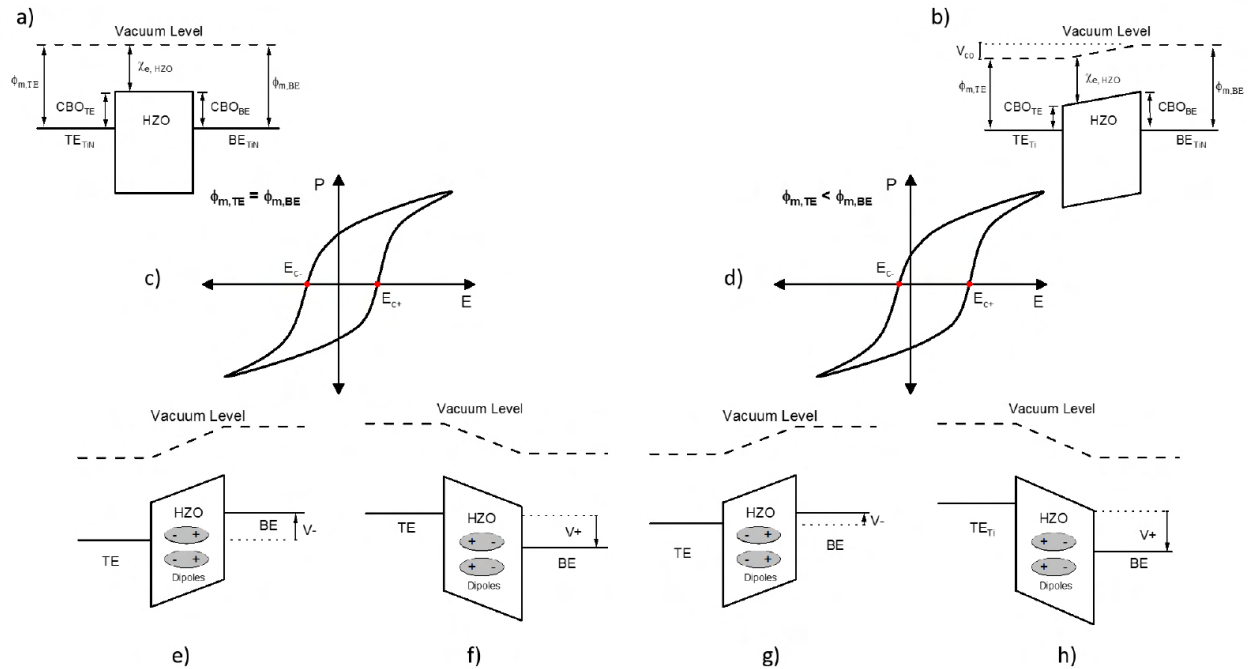 a)
Vacuum Level
ϕm,TE
χe, HZO
ϕm,BE
CBOTE
CBOBE
HZO
TETiN
BETiN
b)
Vacuum Level
Vco
ϕm,TE
χe, HZO
ϕm,BE
CBOTE
CBOBE
HZO
TETi
BETiN
ϕm,TE = ϕm,BE
P
c)
Ec-
Ec+
E
ϕm,TE < ϕm,BE
P
d)
Ec-
Ec+
E
Vacuum Level
HZO
- +
- +
Dipoles
TE
BE
V-
e)
Vacuum Level
HZO
+ -
+ -
Dipoles
TE
BE
V+
f)
Vacuum Level
HZO
- +
- +
Dipoles
TE
BE
V-
g)
Vacuum Level
HZO
+ -
+ -
Dipoles
TETi
BE
V+
h)